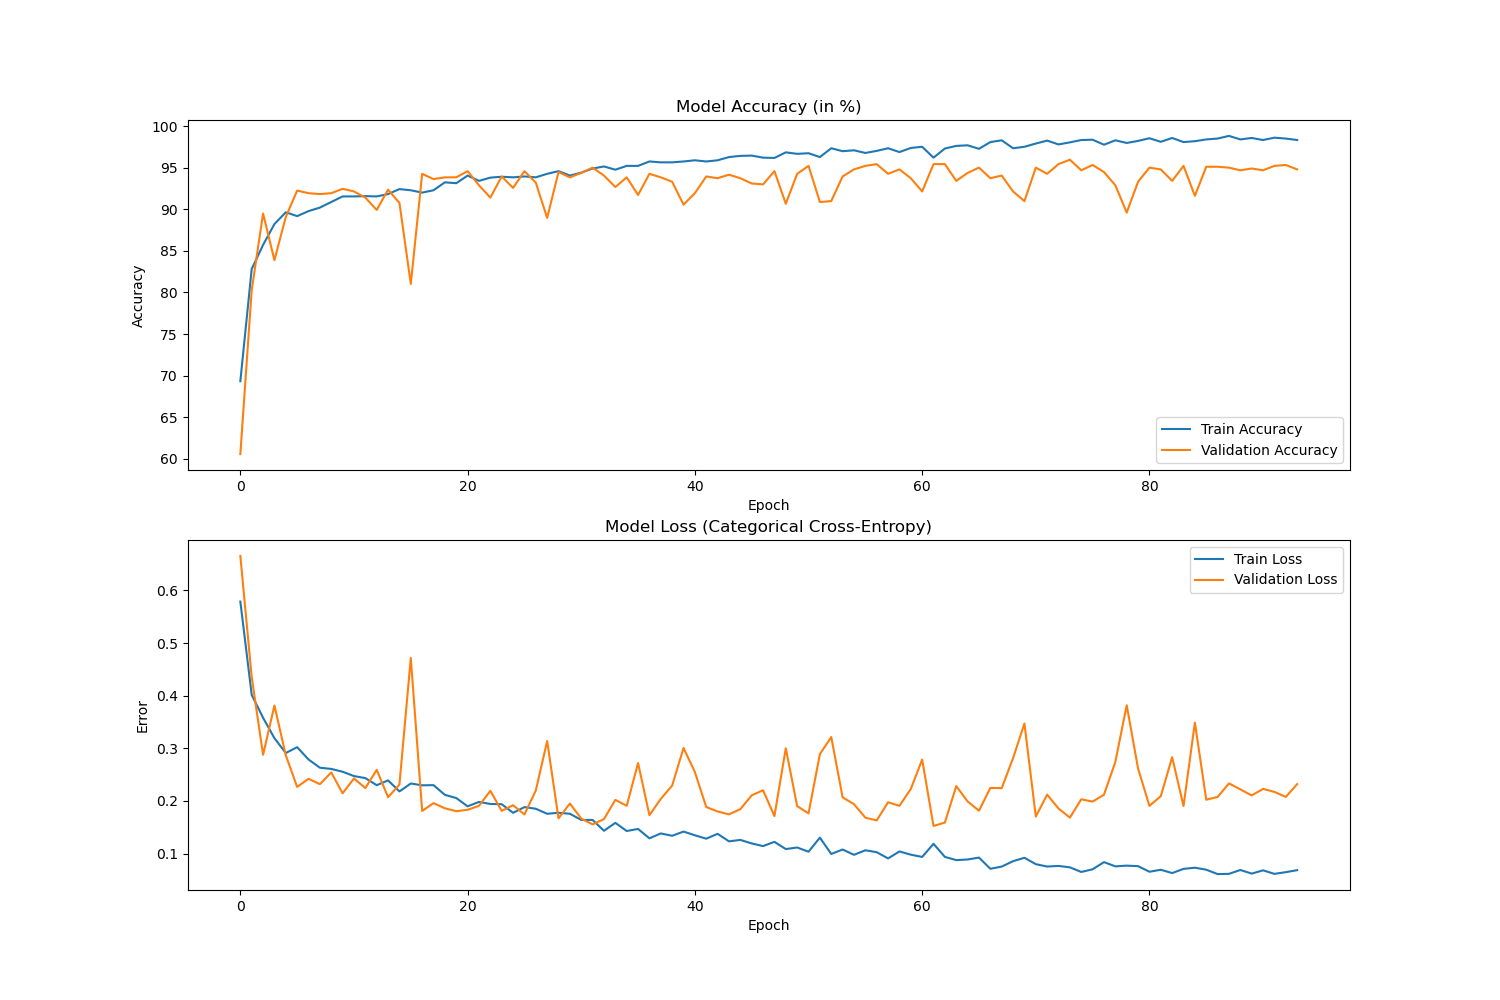 Model Accuracy (in %)
100
95
90
85
80
75
70
65
60
Accuracy
Train Accuracy
Validation Accuracy
0 20 40 60 80
Epoch
Model Loss (Categorical Cross-Entropy)
0.6
0.5
0.4
0.3
0.2
0.1
Error
Train Loss
Validation Loss
0 20 40 60 80
Epoch